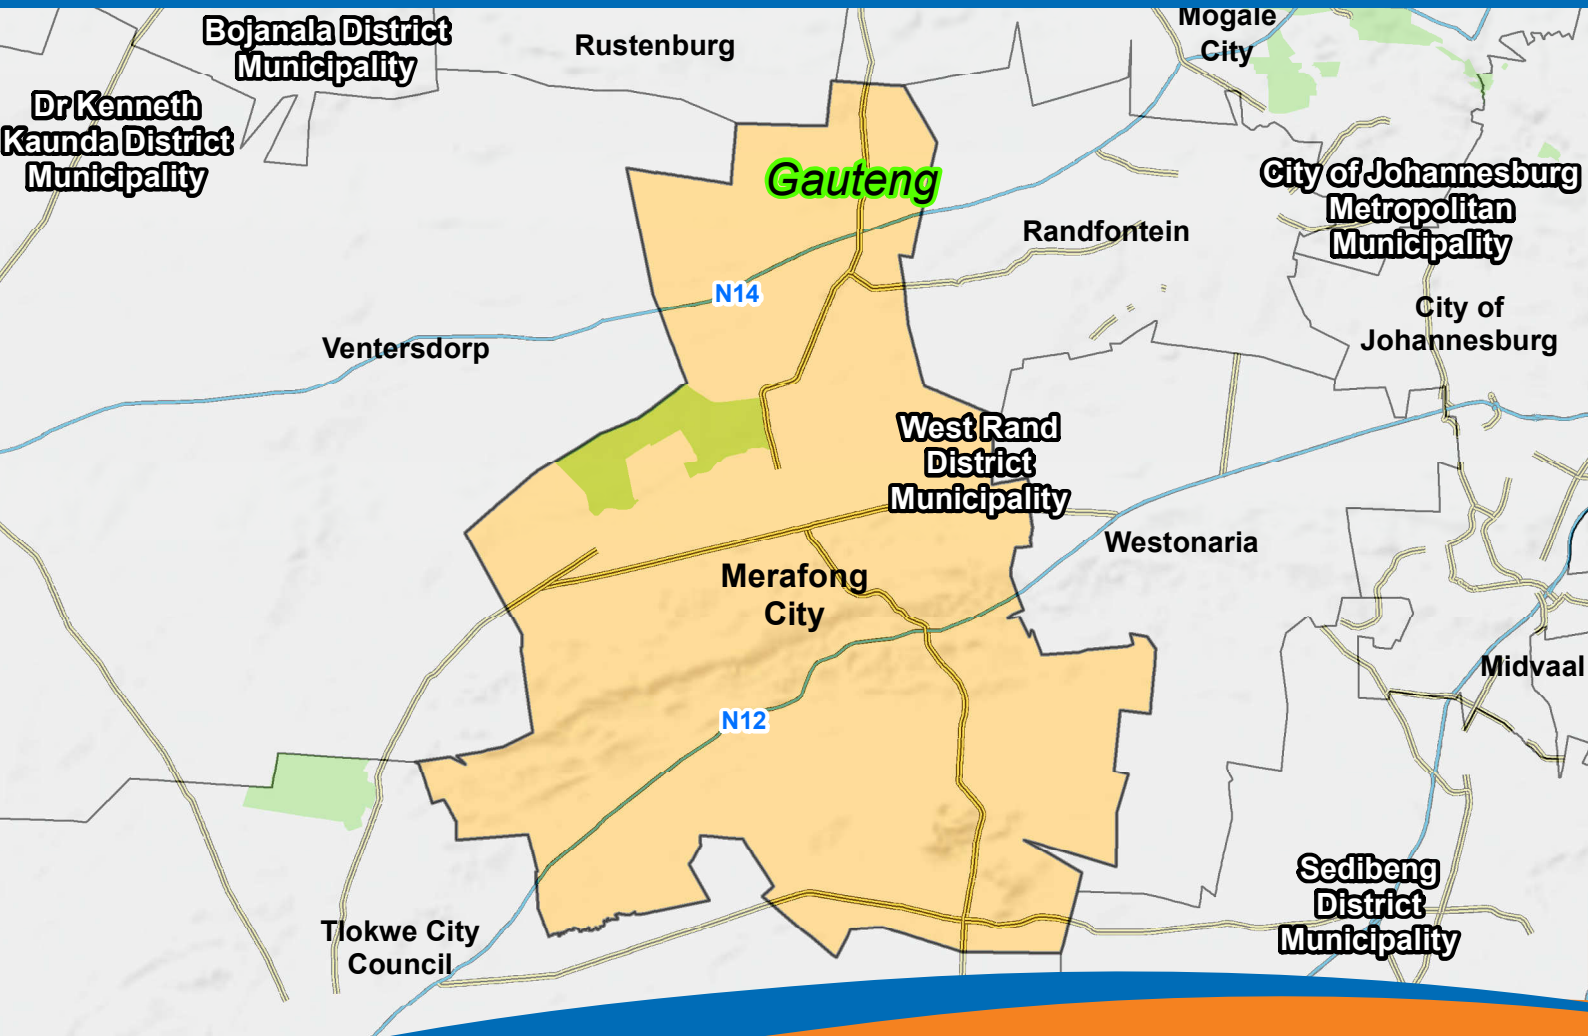 Bojanala District
Municipality
Rustenburg
Mogale
City
Dr Kenneth
Kaunda District
Municipality
Gauteng
City of Johannesburg
Metropolitan
Municipality
Randfontein
N14
City of
Johannesburg
Ventersdorp
West Rand
District
Municipality
Westonaria
Merafong
City
Midvaal
N12
Sedibeng
District
Municipality
Tlokwe City
Council